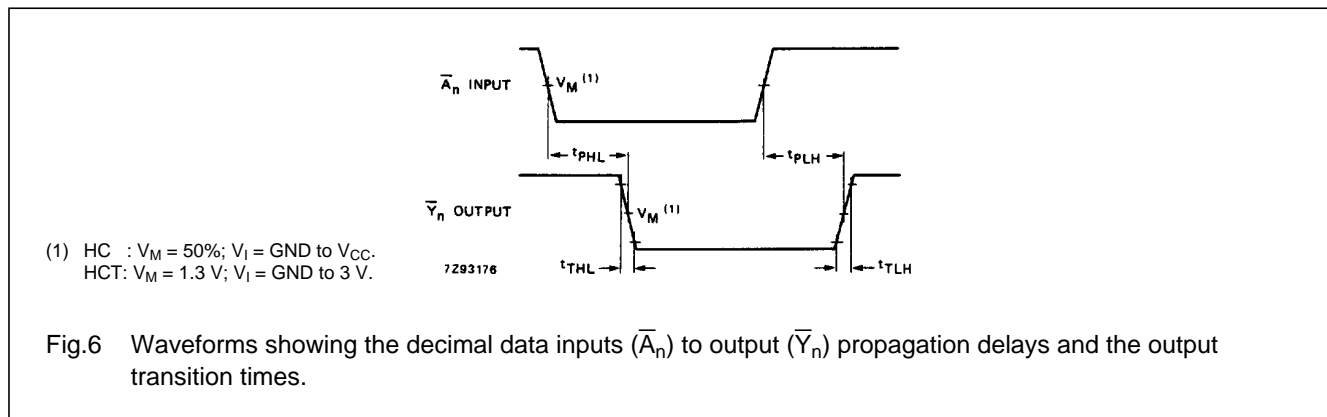 A̅n INPUT
VM (1)
tPHL
tPLH
Y̅n OUTPUT
VM (1)
(1) HC : VM = 50%; VI = GND to VCC.
HCT: VM = 1.3 V; VI = GND to 3 V.
7Z93176
tTHL
tTLH
Fig.6 Waveforms showing the decimal data inputs (A̅n) to output (Y̅n) propagation delays and the output
transition times.